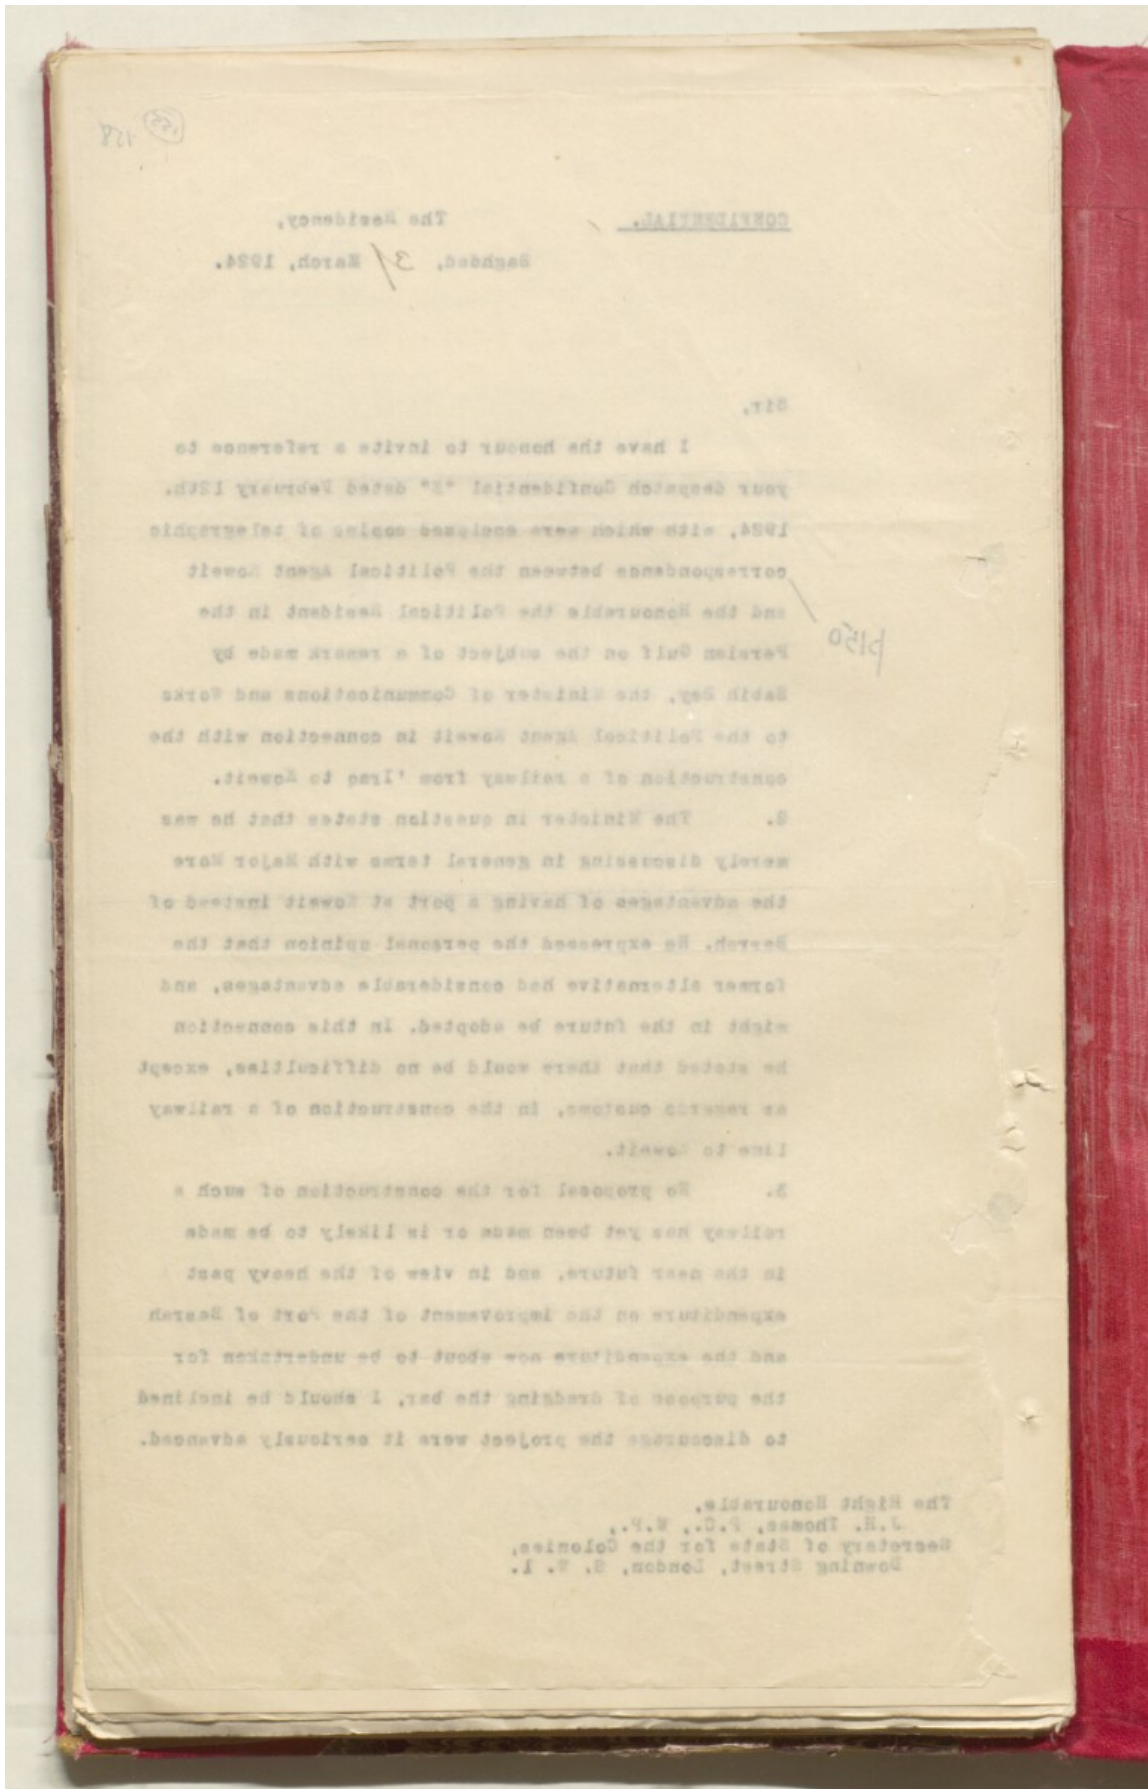 128 (155)
CONFIDENTIAL.
The Residency,
Baghdad, 31 March, 1924.
Sir,
I have the honour to invite a reference to
your despatch Confidential "B" dated February 12th.
1924, with which were enclosed copies of telegraphic
correspondence between the Political Agent Koweit
and the Honourable the Political Resident in the
Persian Gulf on the subject of a remark made by
Sabih Bey, the Minister of Communications and Works
to the Political Agent Koweit in connection with the
construction of a railway from 'Iraq to Koweit.
p150
2. The Minister in question states that he was
merely discussing in general terms with Major More
the advantages of having a port at Koweit instead of
Basrah. He expressed the personal opinion that the
former alternative had considerable advantages, and
might in the future be adopted. In this connection
he stated that there would be no difficulties, except
as regards customs, in the construction of a railway
line to Koweit.
3. No proposal for the construction of such a
railway has yet been made or is likely to be made
in the near future, and in view of the heavy past
expenditure on the improvement of the Port of Basrah
and the expenditure now about to be undertaken for
the purpose of dredging the bar, I should be inclined
to discourage the project were it seriously advanced.
The Right Honourable,
J.H. Thomas, P.C., M.P.,
Secretary of State for the Colonies,
Downing Street, London, S. W. 1.